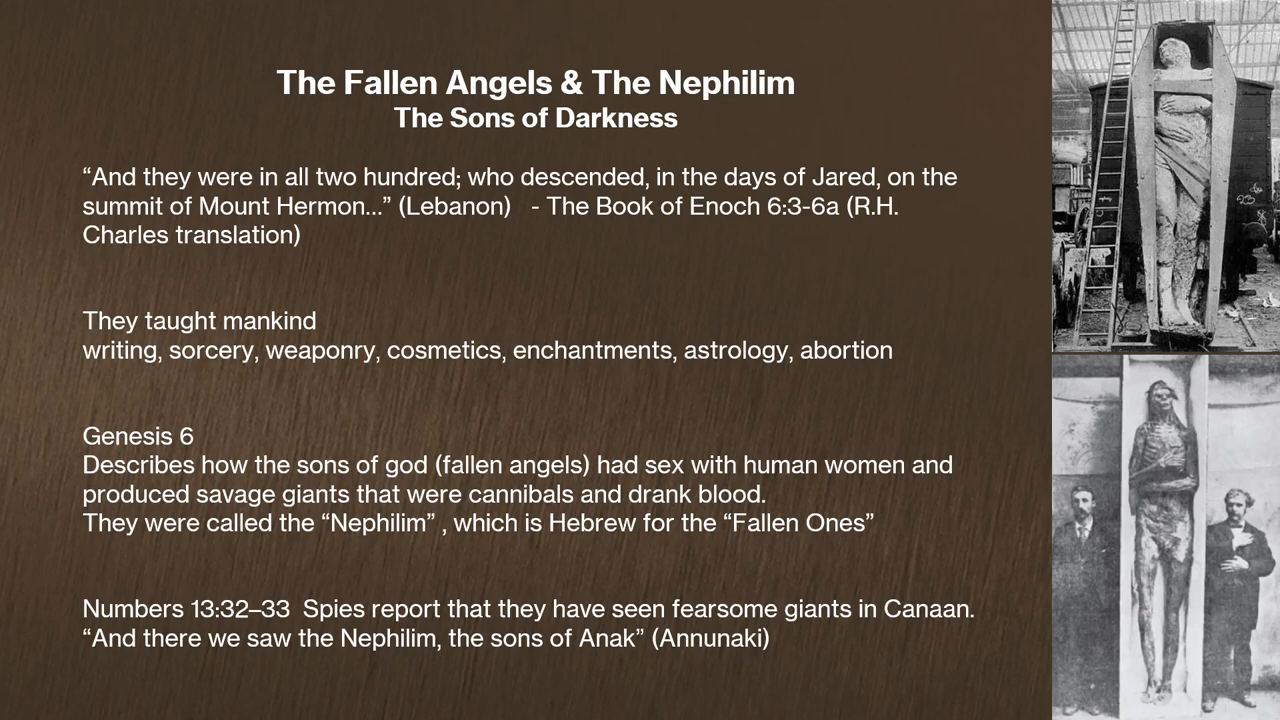 The Fallen Angels & The Nephilim
The Sons of Darkness
“And they were in all two hundred; who descended, in the days of Jared, on the
summit of Mount Hermon...” (Lebanon)   - The Book of Enoch 6:3-6a (R.H.
Charles translation)
They taught mankind
writing, sorcery, weaponry, cosmetics, enchantments, astrology, abortion
Genesis 6
Describes how the sons of god (fallen angels) had sex with human women and
produced savage giants that were cannibals and drank blood.
They were called the “Nephilim” , which is Hebrew for the “Fallen Ones”
Numbers 13:32–33  Spies report that they have seen fearsome giants in Canaan.
“And there we saw the Nephilim, the sons of Anak” (Annunaki)